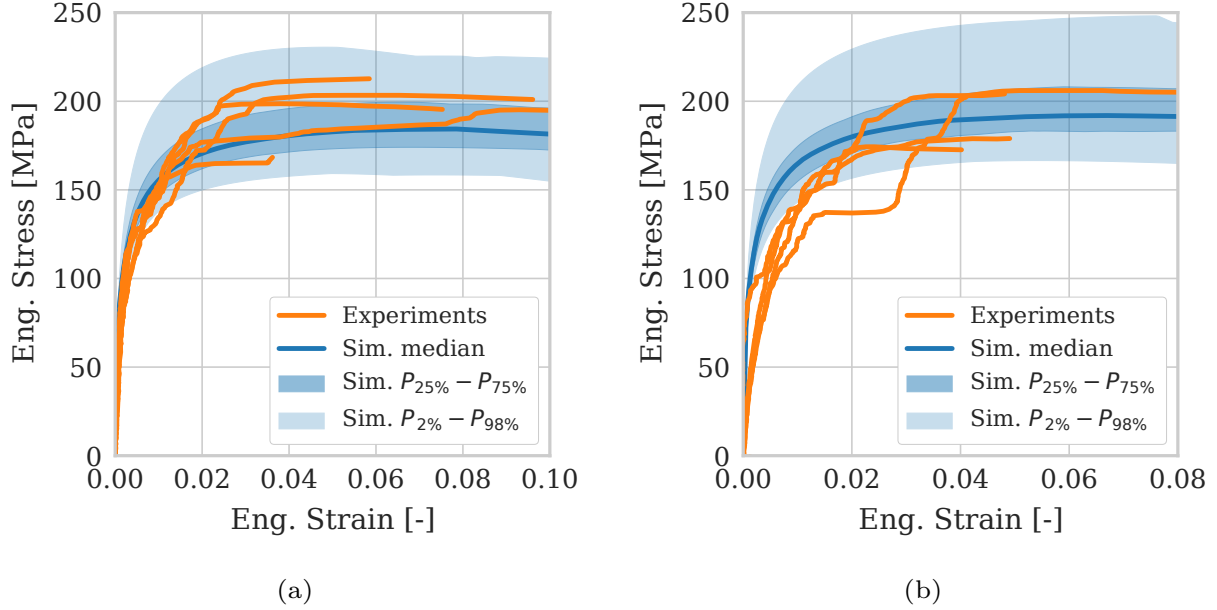 250
200
150
100
50
0
Eng. Stress [MPa]
0.00 0.02 0.04 0.06 0.08 0.10
Eng. Strain [-]
Experiments
Sim. median
Sim. P25% − P75%
Sim. P2% − P98%
(a)
250
200
150
100
50
0
Eng. Stress [MPa]
0.00 0.02 0.04 0.06 0.08
Eng. Strain [-]
Experiments
Sim. median
Sim. P25% − P75%
Sim. P2% − P98%
(b)